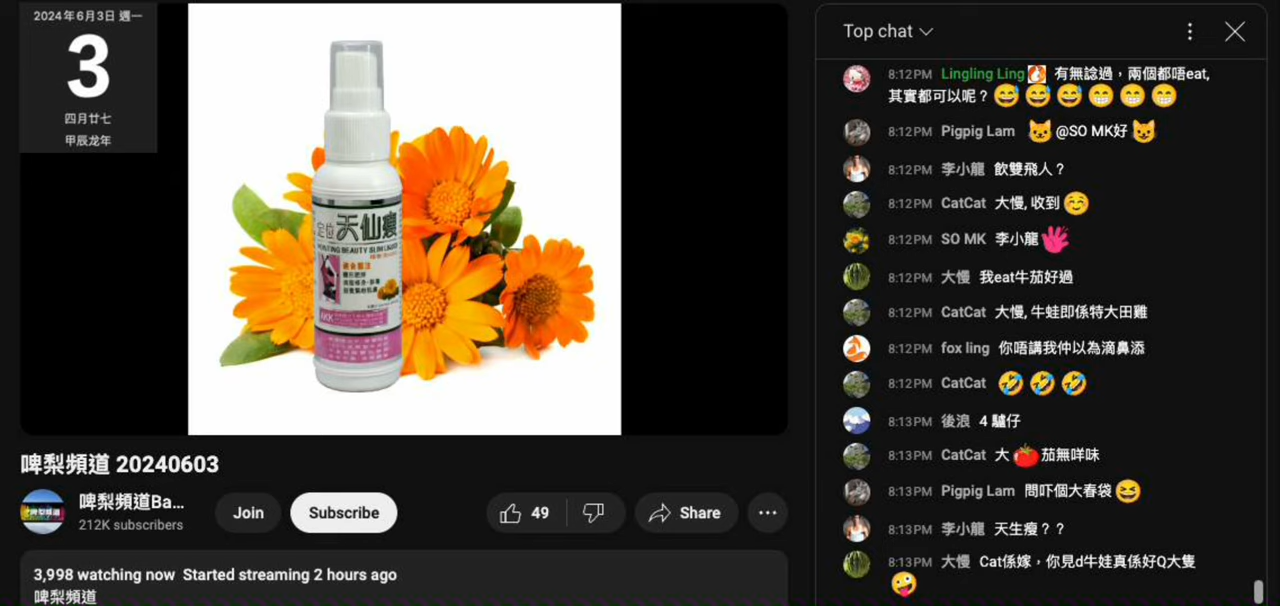 2024年6月3日 週一
3
四月廿七
甲辰龙年
定位天仙瘦
啤梨頻道 20240603
啤梨頻道Ba...
212K subscribers
Join
Subscribe
49
Share
3,998 watching now Started streaming 2 hours ago
啤梨頻道
Top chat
8:12PM Lingling Ling 有無諗過，兩個都唔eat,
其實都可以呢？😅😅😅😁😁😁
8:12PM Pigpig Lam 😺@SO MK好😺
8:12PM 李小龍 飲雙飛人？
8:12PM CatCat 大慢, 收到☺️
8:12PM SO MK 李小龍
8:12PM 大慢 我eat牛茄好過
8:12PM CatCat 大慢, 牛蛙即係特大田雞
8:12PM fox ling 你唔講我仲以為滴鼻添
8:12PM CatCat 🤣🤣🤣
8:13PM 後浪 4 驢仔
8:13PM CatCat 大🍅茄無咩味
8:13PM Pigpig Lam 問吓個大春袋😆
8:13PM 李小龍 天生瘦？？
8:13PM 大慢 Cat係嫁，你見d牛娃真係好Q大隻
🤪